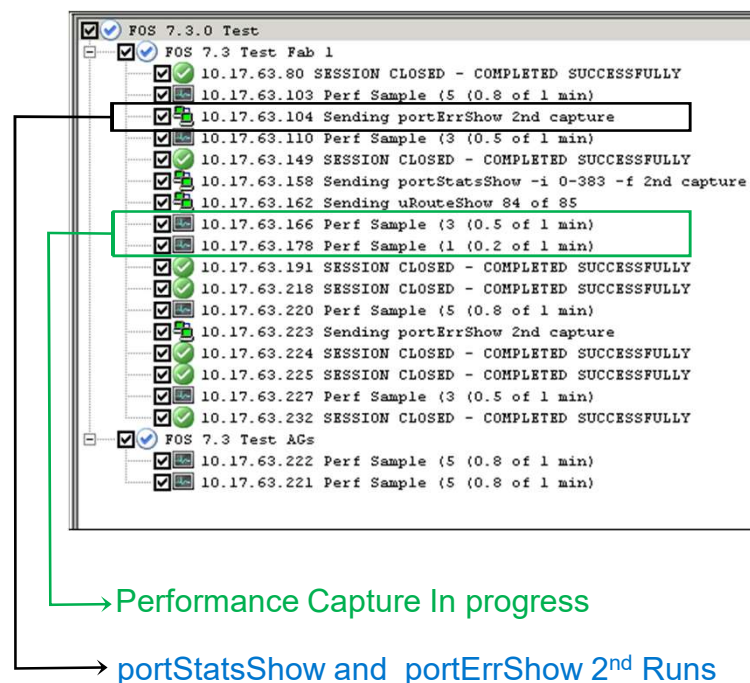 FOS 7.3.0 Test
FOS 7.3 Test Fab 1
10.17.63.80 SESSION CLOSED - COMPLETED SUCCESSFULLY
10.17.63.103 Perf Sample (5 (0.8 of 1 min)
10.17.63.104 Sending portErrShow 2nd capture
10.17.63.110 Perf Sample (3 (0.5 of 1 min)
10.17.63.149 SESSION CLOSED - COMPLETED SUCCESSFULLY
10.17.63.158 Sending portStatsShow -i 0-383 -f 2nd capture
10.17.63.162 Sending uRouteShow 84 of 85
10.17.63.166 Perf Sample (3 (0.5 of 1 min)
10.17.63.178 Perf Sample (1 (0.2 of 1 min)
10.17.63.191 SESSION CLOSED - COMPLETED SUCCESSFULLY
10.17.63.218 SESSION CLOSED - COMPLETED SUCCESSFULLY
10.17.63.220 Perf Sample (5 (0.8 of 1 min)
10.17.63.223 Sending portErrShow 2nd capture
10.17.63.224 SESSION CLOSED - COMPLETED SUCCESSFULLY
10.17.63.225 SESSION CLOSED - COMPLETED SUCCESSFULLY
10.17.63.227 Perf Sample (3 (0.5 of 1 min)
10.17.63.232 SESSION CLOSED - COMPLETED SUCCESSFULLY
FOS 7.3 Test AGs
10.17.63.222 Perf Sample (5 (0.8 of 1 min)
10.17.63.221 Perf Sample (5 (0.8 of 1 min)
Performance Capture In progress
portStatsShow and portErrShow 2nd Runs